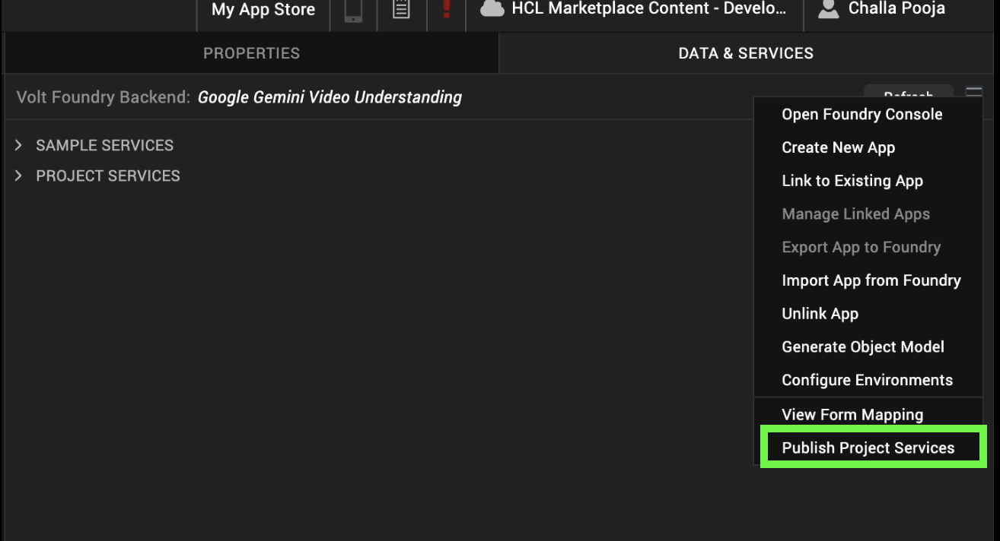 My App Store
HCL Marketplace Content - Develo...
Challa Pooja
PROPERTIES
DATA & SERVICES
Volt Foundry Backend: Google Gemini Video Understanding
Refresh
SAMPLE SERVICES
PROJECT SERVICES
Open Foundry Console
Create New App
Link to Existing App
Manage Linked Apps
Export App to Foundry
Import App from Foundry
Unlink App
Generate Object Model
Configure Environments
View Form Mapping
Publish Project Services